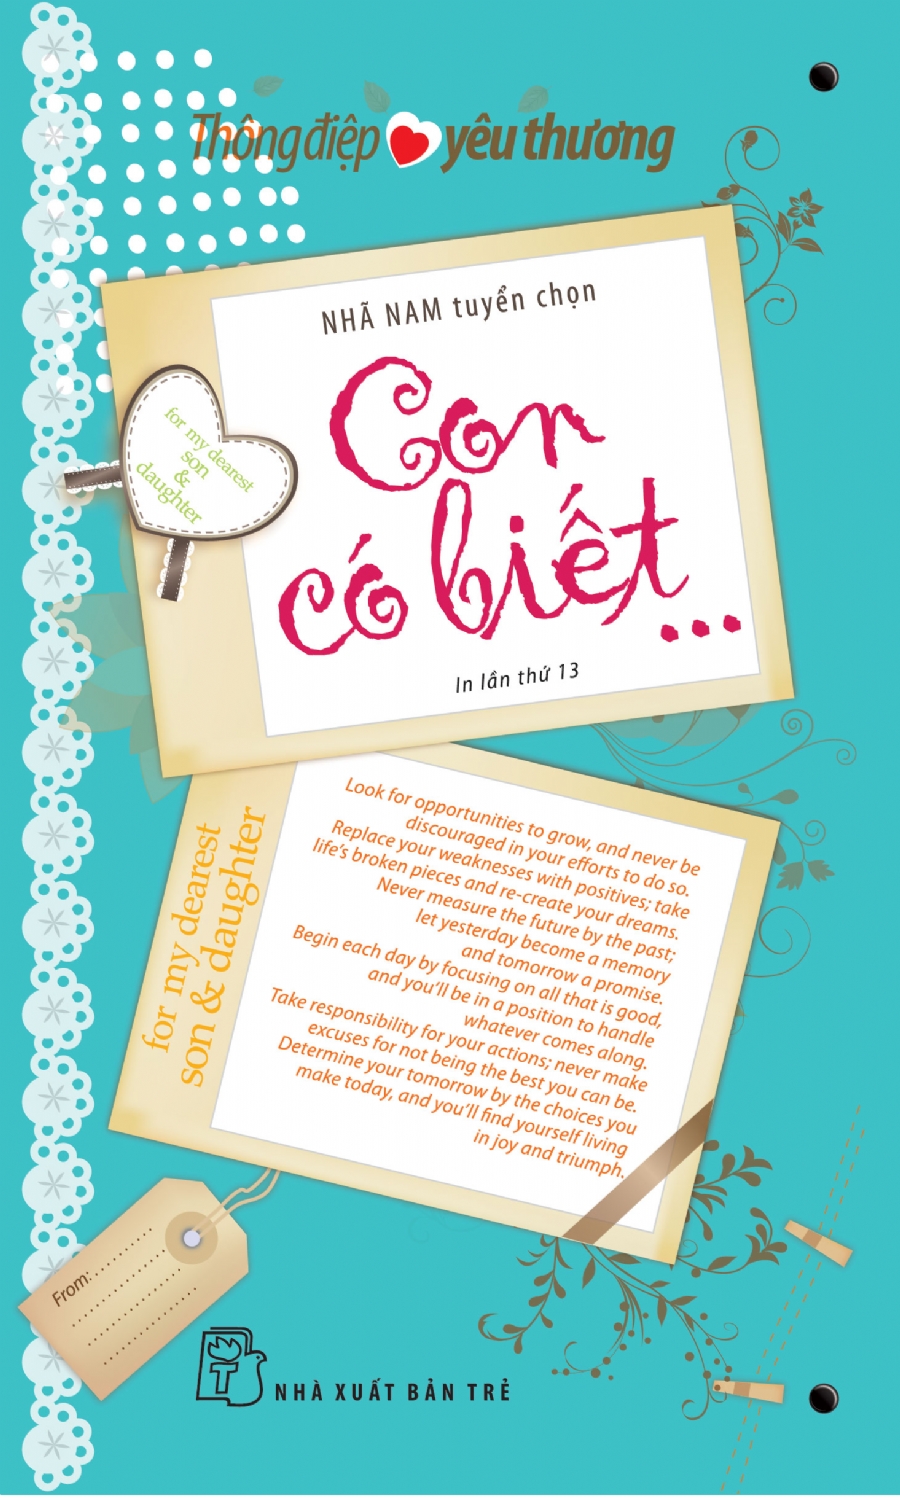 Thông điệp yêu thương
NHÃ NAM tuyển chọn
Con
có biết...
for my dearest
son
&
daughter
In lần thứ 13
for my dearest
son & daughter
Look for opportunities to grow, and never be
discouraged in your efforts to do so.
Replace your weaknesses with positives; take
life's broken pieces and re-create your dreams.
Never measure the future by the past;
let yesterday become a memory
and tomorrow a promise.
Begin each day by focusing on all that is good,
and you'll be in a position to handle
whatever comes along.
Take responsibility for your actions; never make
excuses for not being the best you can be.
Determine your tomorrow by the choices you
make today, and you'll find yourself living
in joy and triumph.
From:..........
T
NHÀ XUẤT BẢN TRẺ